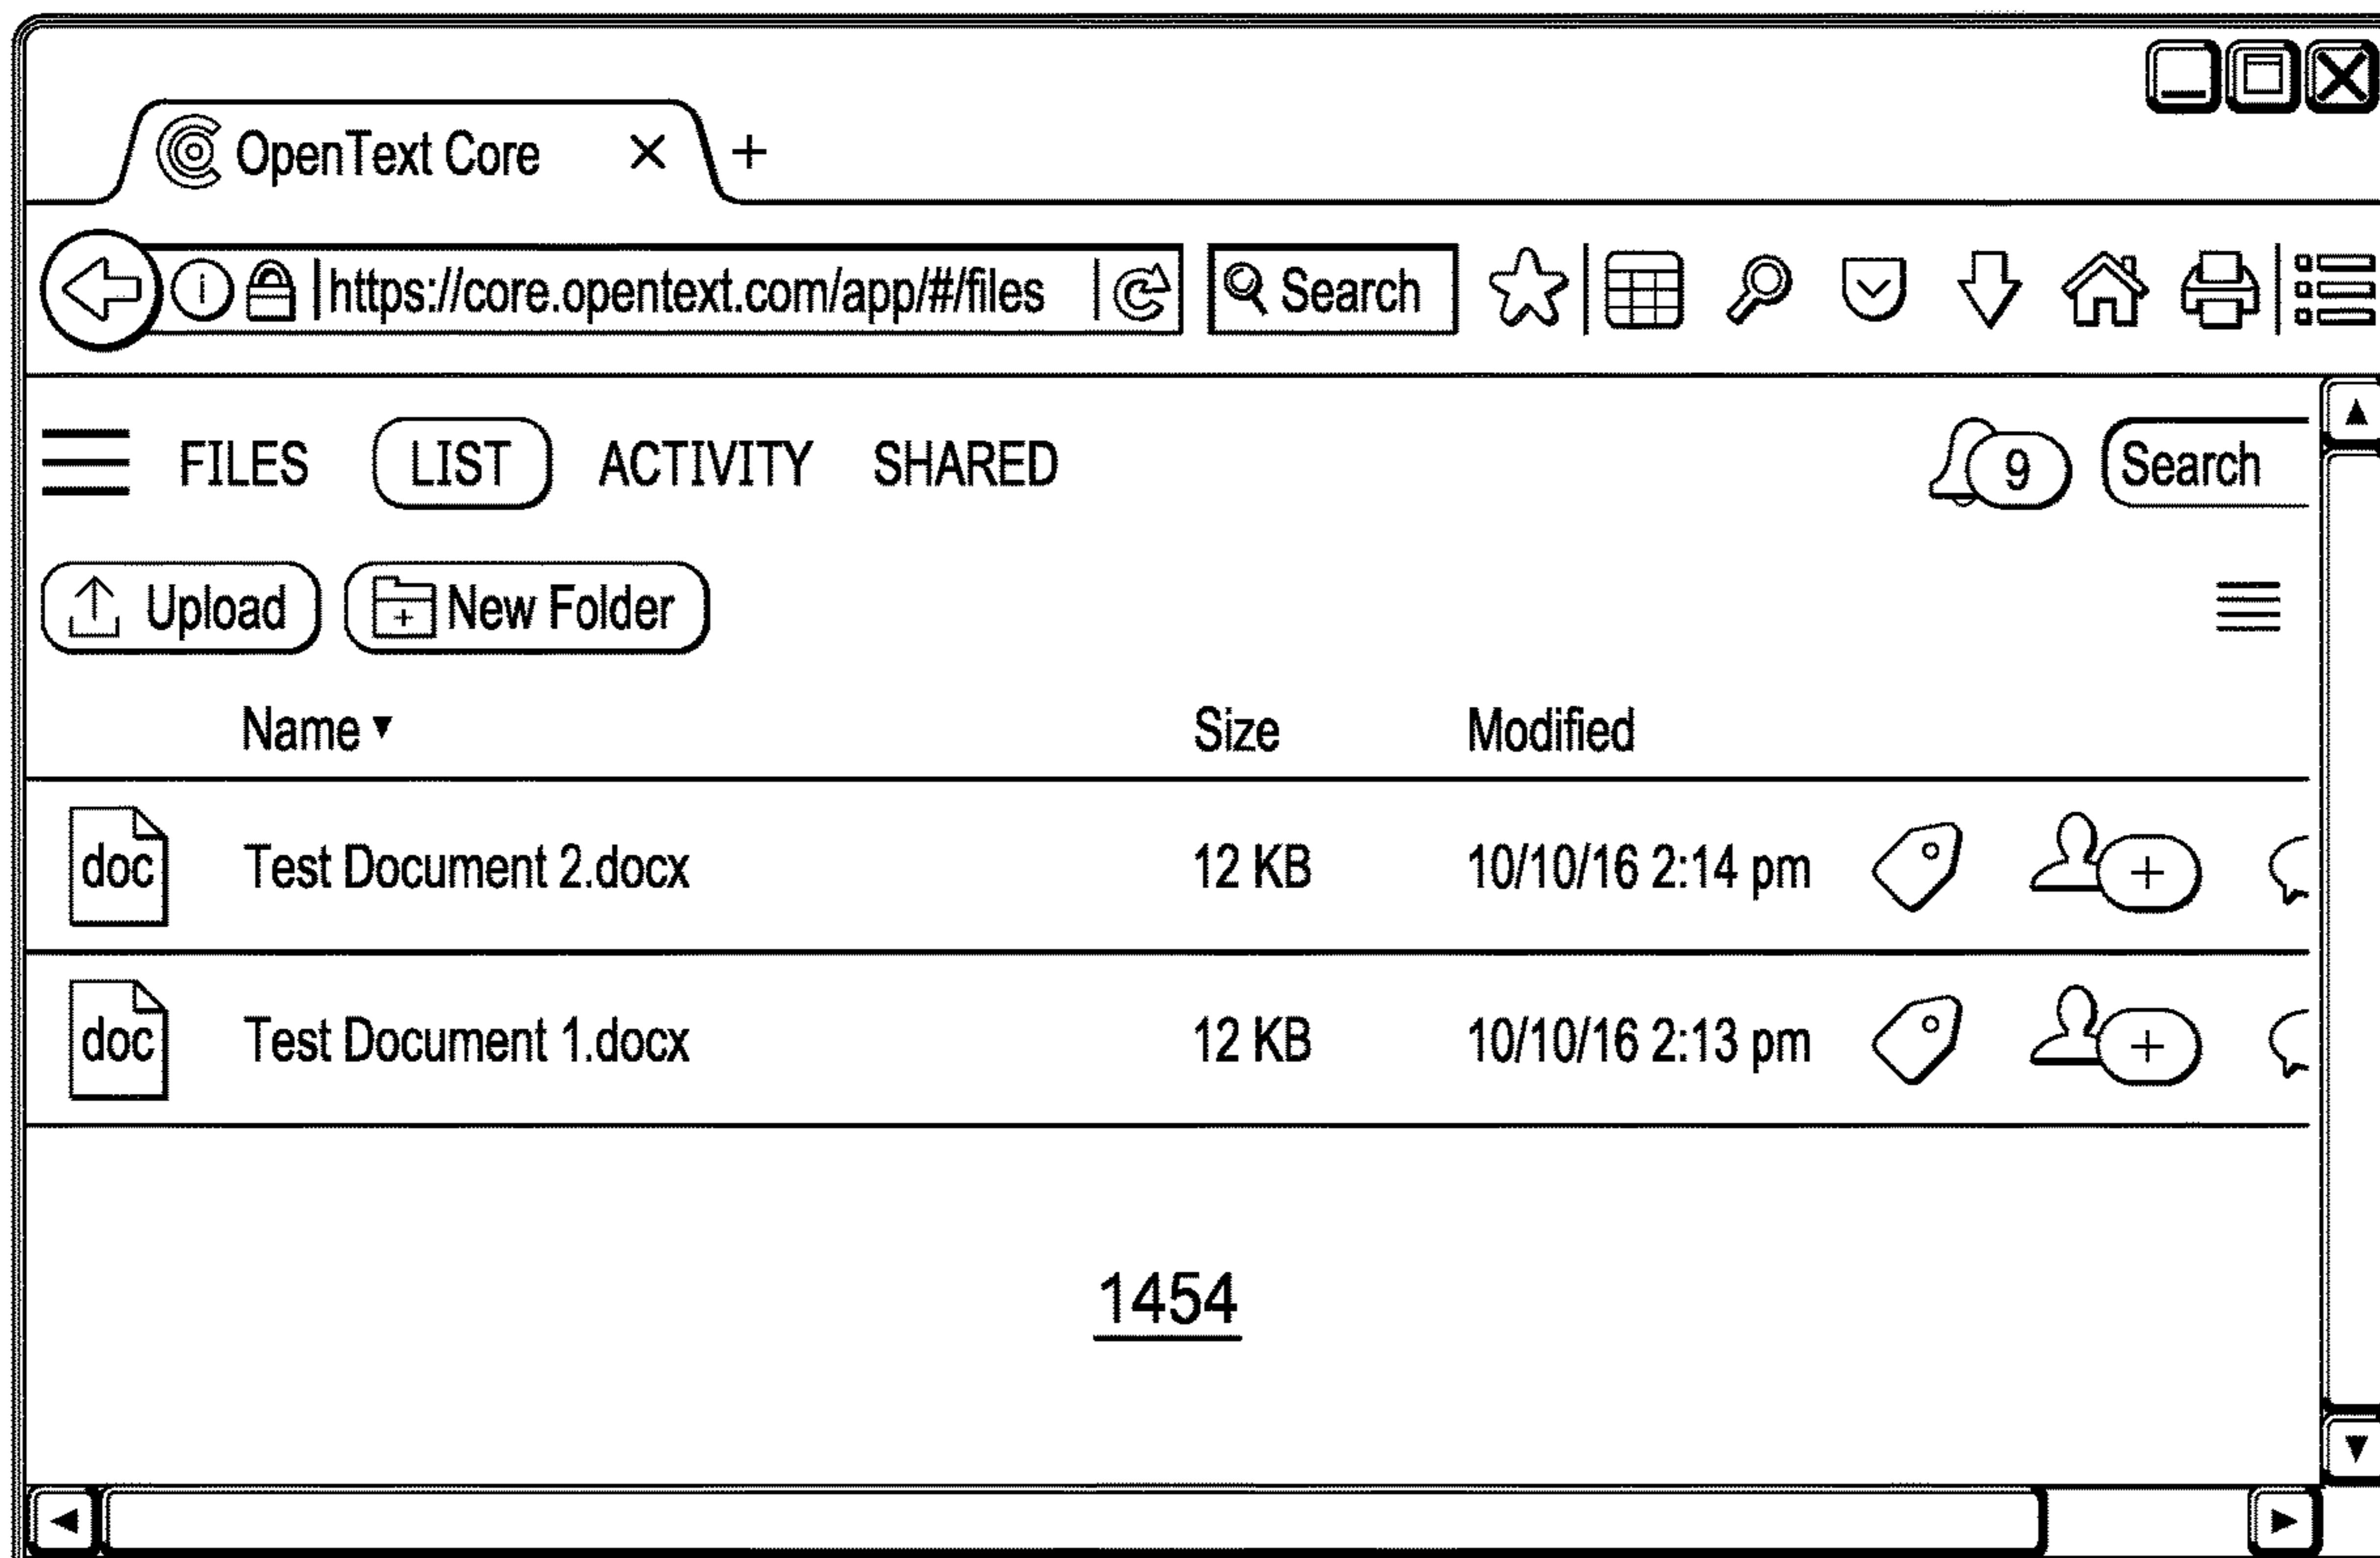 OpenText Core
https://core.opentext.com/app/#/files Search
FILES LIST ACTIVITY SHARED 9 Search
Upload New Folder
Name Size Modified
doc Test Document 2.docx 12 KB 10/10/16 2:14 pm
doc Test Document 1.docx 12 KB 10/10/16 2:13 pm
1454